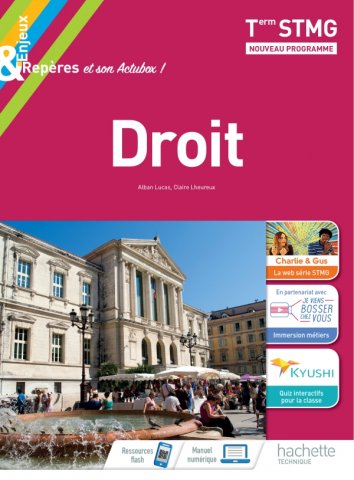 Term STMG
NOUVEAU PROGRAMME
Enjeux
& Repères et son Actubox !
Droit
Alban Lucas, Claire Lheureux
Charlie & Gus
La web série STMG
En partenariat avec
JE VIENS
BOSSER
CHEZ VOUS
Immersion métiers
KYUSHI
Quiz interactifs
pour la classe
Ressources
flash
Manuel
numérique
hachette
TECHNIQUE